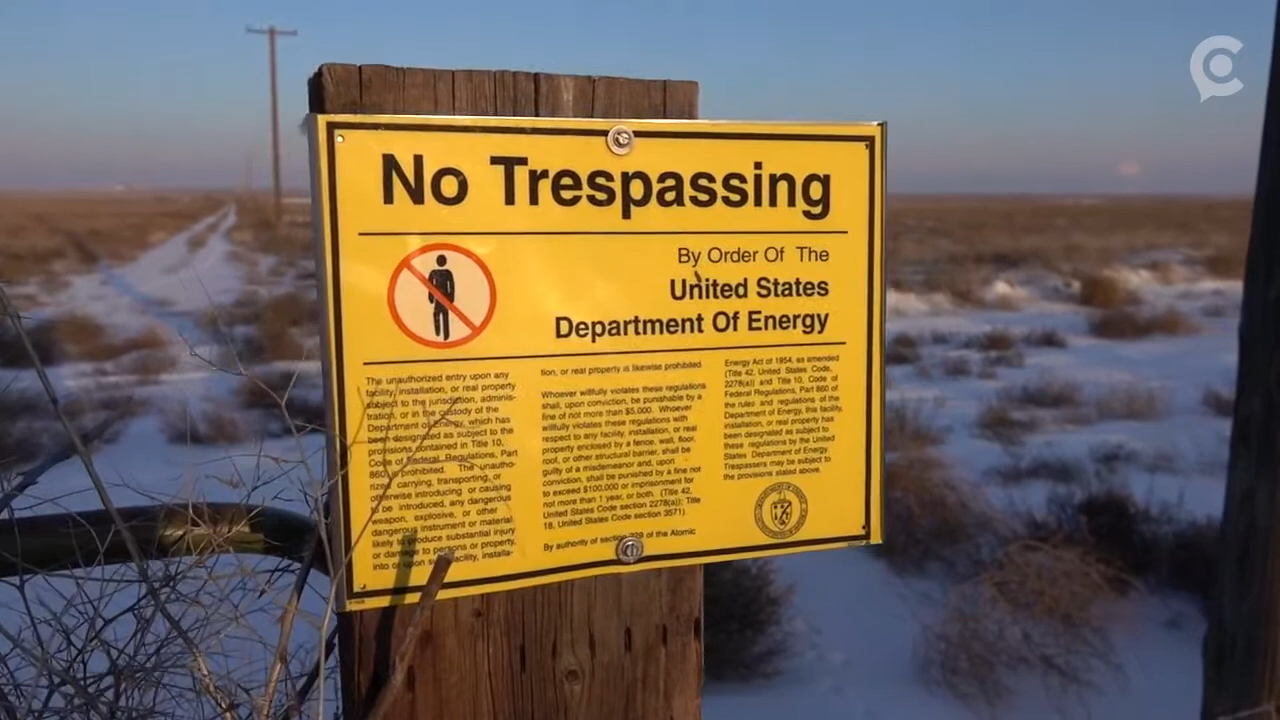 No Trespassing
By Order Of The
United States
Department Of Energy
The unauthorized entry upon any
facility, installation, or real property
subject to the jurisdiction, adminis-
tration, or in the custody of the
Department of Energy, which has
been designated as subject to the
provisions contained in Title 10,
Code of Federal Regulations, Part
860 is prohibited. The unautho-
rized carrying, transporting, or
otherwise introducing or causing
to be introduced, any dangerous
weapon, explosive, or other
dangerous instrument or material
likely to produce substantial injury
or damage to persons or property,
into or upon such facility, installa-
tion, or real property is likewise prohibited.
Whoever willfully violates these regulations
shall, upon conviction, be punishable by a
fine of not more than $5,000. Whoever
willfully violates these regulations with
respect to any facility, installation, or real
property enclosed by a fence, wall, floor,
roof, or other structural barrier, shall be
guilty of a misdemeanor and, upon
conviction, shall be punished by a fine not
to exceed $100,000 or imprisonment for
not more than 1 year, or both. (Title 42,
United States Code section 2278(a)); Title
18, United States Code section 3571).
By authority of section 229 of the Atomic
Energy Act of 1954, as amended
(Title 42, United States Code,
2278(a)) and Title 10, Code of
Federal Regulations, Part 860 of
the rules and regulations of the
Department of Energy, this facility,
installation, or real property has
been designated as subject to
these regulations by the United
States Department of Energy.
Trespassers may be subject to
the provisions stated above.